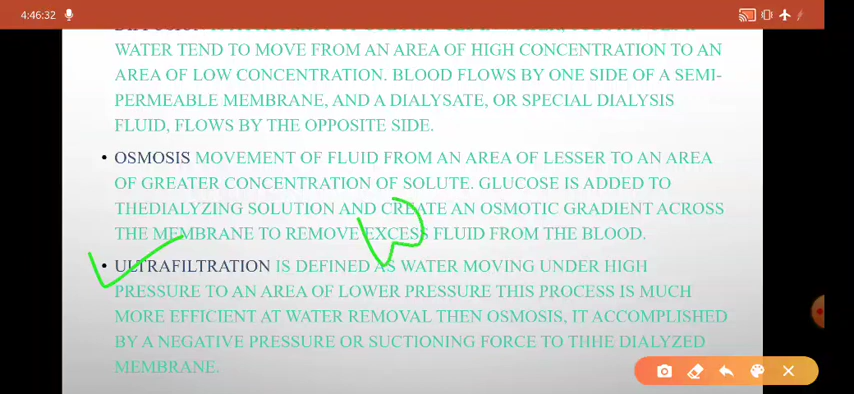 4:46:32
WATER TEND TO MOVE FROM AN AREA OF HIGH CONCENTRATION TO AN
AREA OF LOW CONCENTRATION. BLOOD FLOWS BY ONE SIDE OF A SEMI-
PERMEABLE MEMBRANE, AND A DIALYSATE, OR SPECIAL DIALYSIS
FLUID, FLOWS BY THE OPPOSITE SIDE.
• OSMOSIS MOVEMENT OF FLUID FROM AN AREA OF LESSER TO AN AREA
OF GREATER CONCENTRATION OF SOLUTE. GLUCOSE IS ADDED TO
THEDIALYZING SOLUTION AND CREATE AN OSMOTIC GRADIENT ACROSS
THE MEMBRANE TO REMOVE EXCESS FLUID FROM THE BLOOD.
• ULTRAFILTRATION IS DEFINED AS WATER MOVING UNDER HIGH
PRESSURE TO AN AREA OF LOWER PRESSURE THIS PROCESS IS MUCH
MORE EFFICIENT AT WATER REMOVAL THEN OSMOSIS, IT ACCOMPLISHED
BY A NEGATIVE PRESSURE OR SUCTIONING FORCE TO THHE DIALYZED
MEMBRANE.